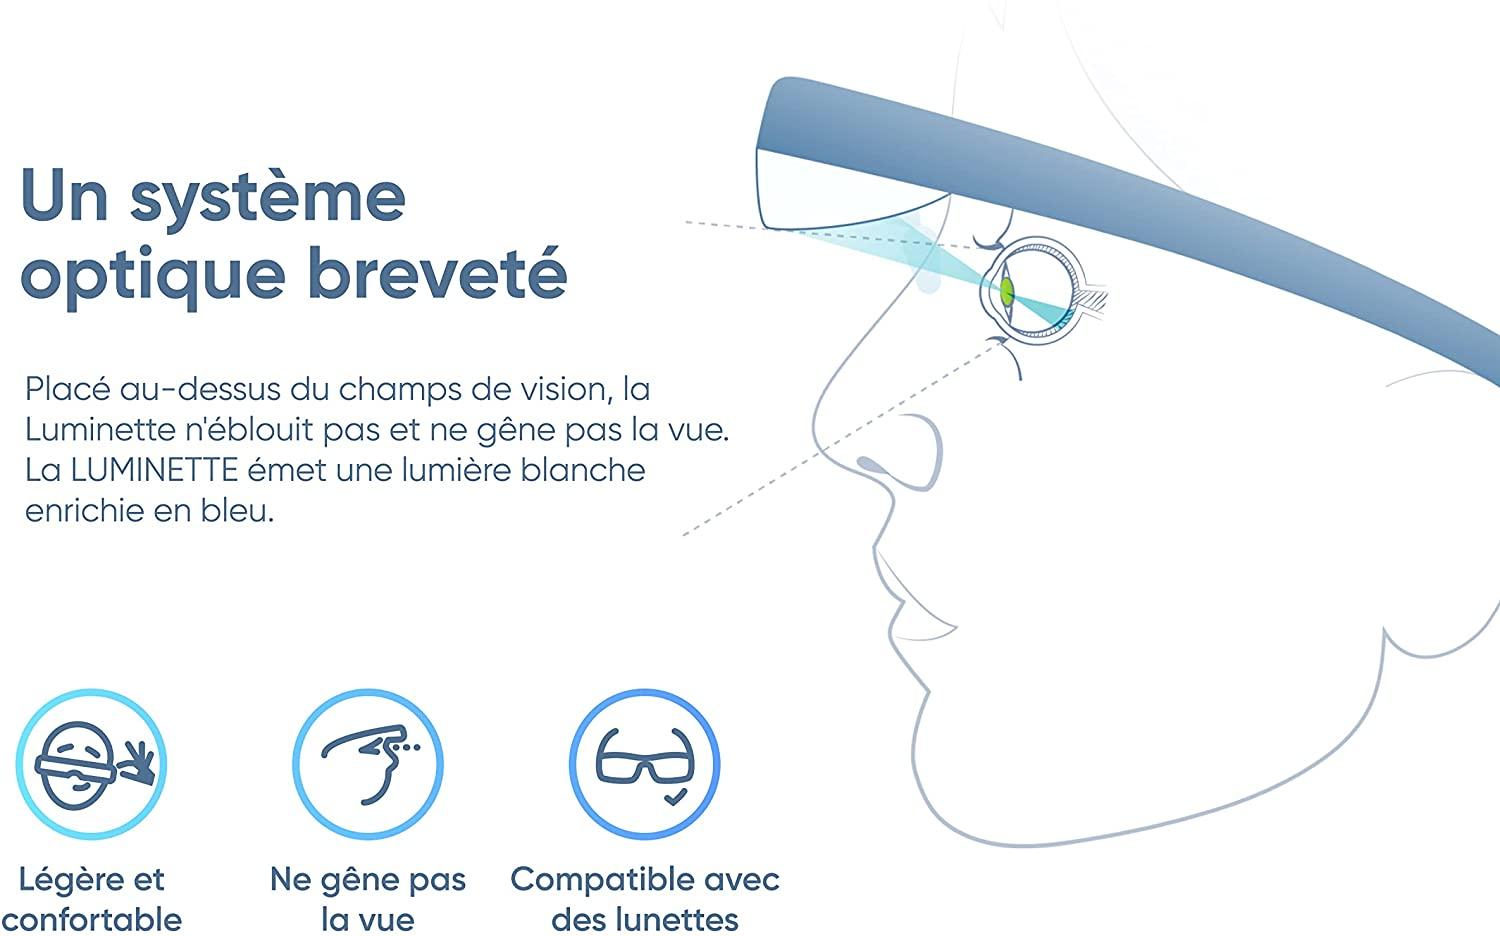 Un système
optique breveté
Placé au-dessus du champs de vision, la
Luminette n'éblouit pas et ne gêne pas la vue.
La LUMINETTE émet une lumière blanche
enrichie en bleu.
Légère et
confortable
Ne gêne pas
la vue
Compatible avec
des lunettes